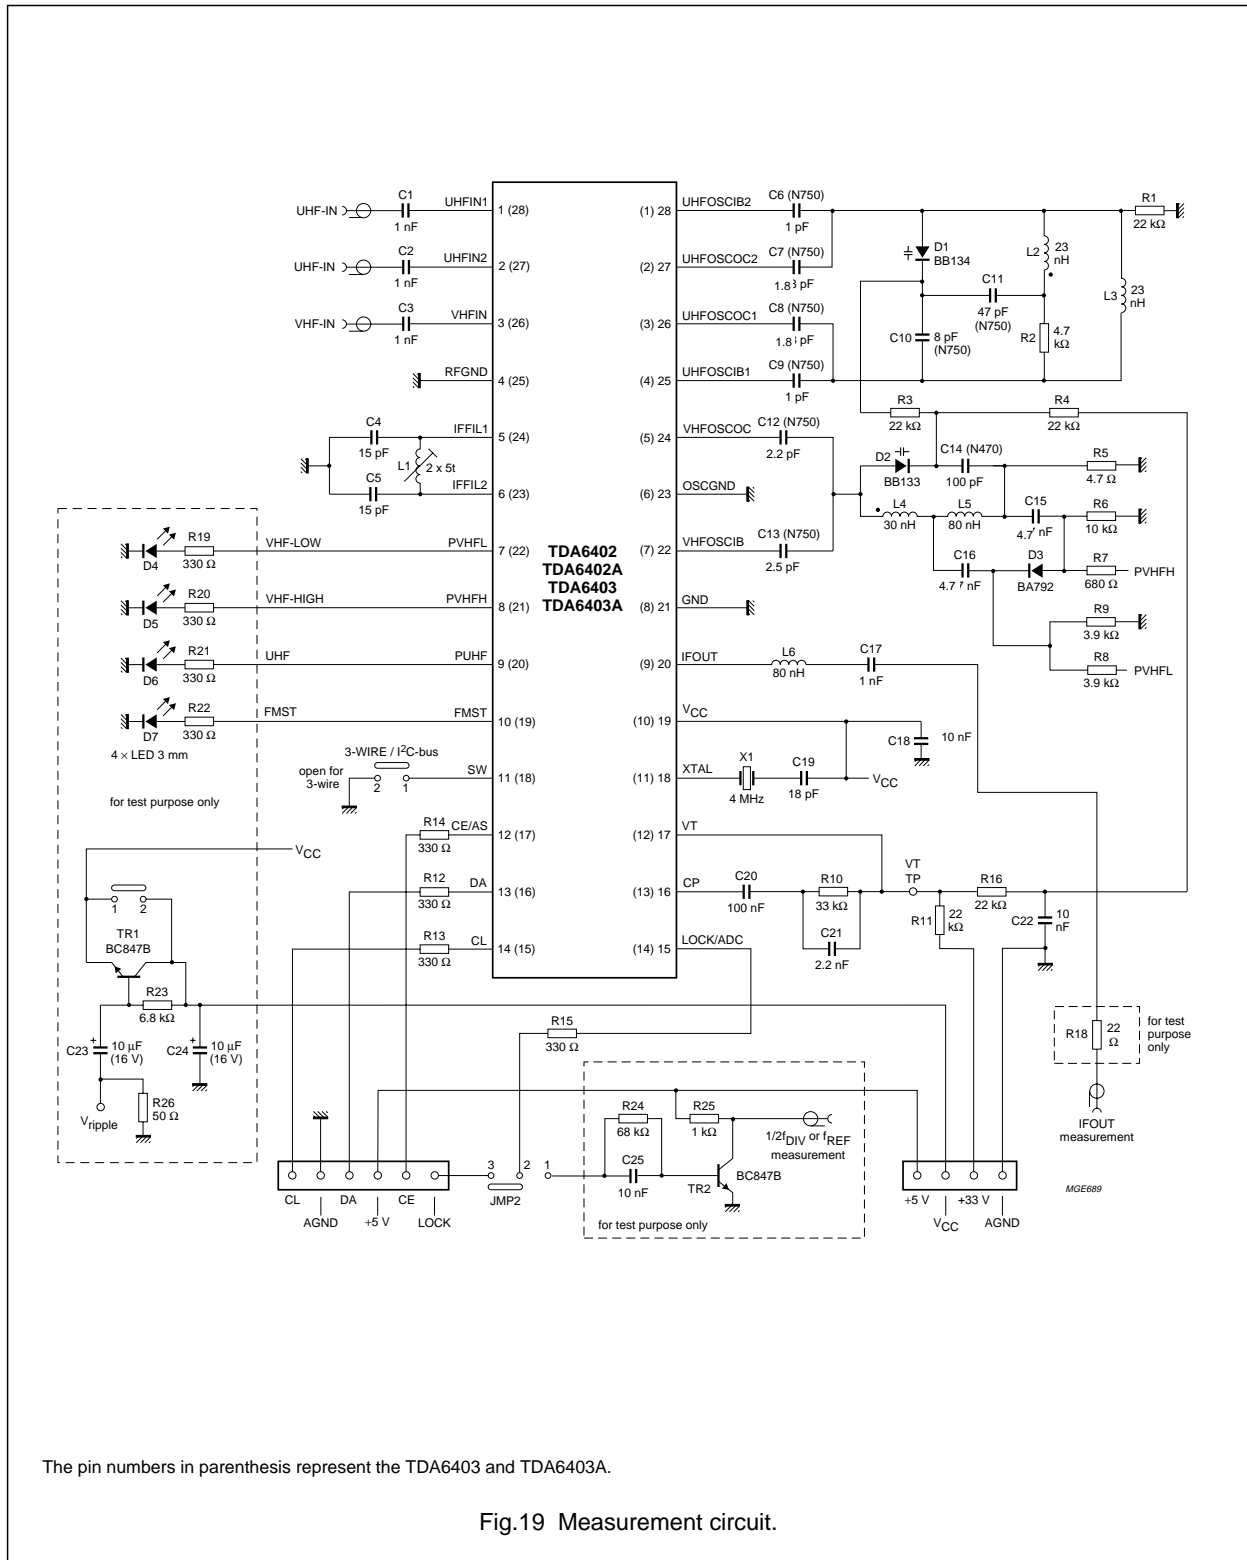 UHF-IN
C1
1 nF
UHFIN1
1 (28)
UHF-IN
C2
1 nF
UHFIN2
2 (27)
VHF-IN
C3
1 nF
VHFIN
3 (26)
RFGND
4 (25)
C4
15 pF
IFFIL1
5 (24)
L1
2 x 5t
C5
15 pF
IFFIL2
6 (23)
D4
R19
330 Ω
VHF-LOW
PVHFL
7 (22)
D5
R20
330 Ω
VHF-HIGH
PVHFH
8 (21)
D6
R21
330 Ω
UHF
PUHF
9 (20)
D7
R22
330 Ω
FMST
FMST
10 (19)
4 × LED 3 mm
for test purpose only
open for
3-wire
3-WIRE / I2C-bus
2
1
SW
11 (18)
R14
330 Ω
CE/AS
12 (17)
R12
330 Ω
DA
13 (16)
R13
330 Ω
CL
14 (15)
TDA6402
TDA6402A
TDA6403
TDA6403A
(1) 28
UHFOSCIB2
C6 (N750)
1 pF
(2) 27
UHFOSCOC2
C7 (N750)
1.8 pF
(3) 26
UHFOSCOC1
C8 (N750)
1.8 pF
(4) 25
UHFOSCIB1
C9 (N750)
1 pF
R1
22 kΩ
D1
BB134
L2
23
nH
L3
23
nH
C11
47 pF
(N750)
C10
8 pF
(N750)
R2
4.7
kΩ
R3
22 kΩ
R4
22 kΩ
(5) 24
VHFOSCOC
C12 (N750)
2.2 pF
D2
BB133
C14 (N470)
100 pF
R5
4.7 Ω
(6) 23
OSCGND
L4
30 nH
L5
80 nH
C15
4.7 nF
R6
10 kΩ
(7) 22
VHFOSCIB
C13 (N750)
2.5 pF
C16
4.7 nF
D3
BA792
R7
680 Ω
PVHFH
(8) 21
GND
R9
3.9 kΩ
R8
3.9 kΩ
PVHFL
(9) 20
IFOUT
L6
80 nH
C17
1 nF
(10) 19
VCC
C18
10 nF
(11) 18
XTAL
X1
4 MHz
C19
18 pF
VCC
(12) 17
VT
(13) 16
CP
C20
100 nF
R10
33 kΩ
C21
2.2 nF
VT
TP
R16
22 kΩ
R11
22
kΩ
C22
10
nF
(14) 15
LOCK/ADC
VCC
1
2
TR1
BC847B
R23
6.8 kΩ
C23
10 µF
(16 V)
C24
10 µF
(16 V)
R26
50 Ω
Vripple
R15
330 Ω
R18
22
Ω
for test
purpose
only
IFOUT
measurement
R24
68 kΩ
R25
1 kΩ
1/2fDIV or fREF
measurement
C25
10 nF
TR2
BC847B
for test purpose only
3
2
1
JMP2
CL
DA
CE
AGND
+5 V
LOCK
+5 V
+33 V
VCC
AGND
MGE689
The pin numbers in parenthesis represent the TDA6403 and TDA6403A.
Fig.19 Measurement circuit.